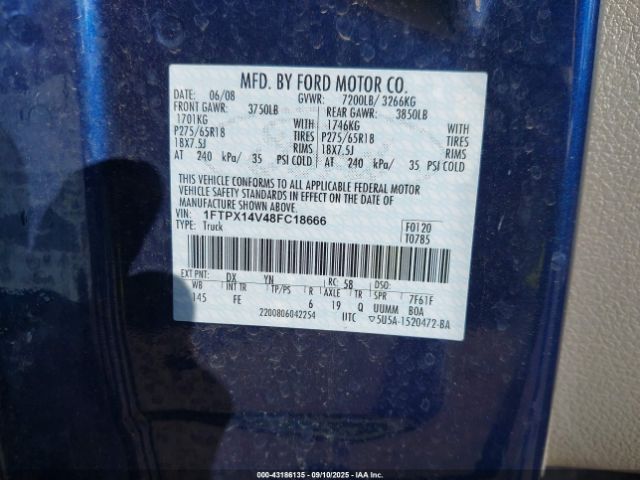 MFD. BY FORD MOTOR CO.
DATE: 06/08 GVWR: 7200LB/ 3266KG
FRONT GAWR: 3750LB REAR GAWR: 3850LB
1701KG WITH 1746KG WITH
P275/65R18 TIRES P275/65R18 TIRES
18X7.5J RIMS 18X7.5J RIMS
AT 240 kPa/ 35 PSI COLD AT 240 kPa/ 35 PSI COLD
THIS VEHICLE CONFORMS TO ALL APPLICABLE FEDERAL MOTOR
VEHICLE SAFETY STANDARDS IN EFFECT ON THE DATE OF
MANUFACTURE SHOWN ABOVE.
VIN: 1FTPX14V48FC18666 F0120
TYPE: Truck T0785
EXT PNT: DX YN RC: 58 DSO:
WB INT TR TP/PS R AXLE TR SPR 7F61F
145 FE 6 19 Q UUWM B0A
2200806042254 UTC ▽5U5A-1520472-BA
000-43186135 - 09/10/2025 - IAA Inc.